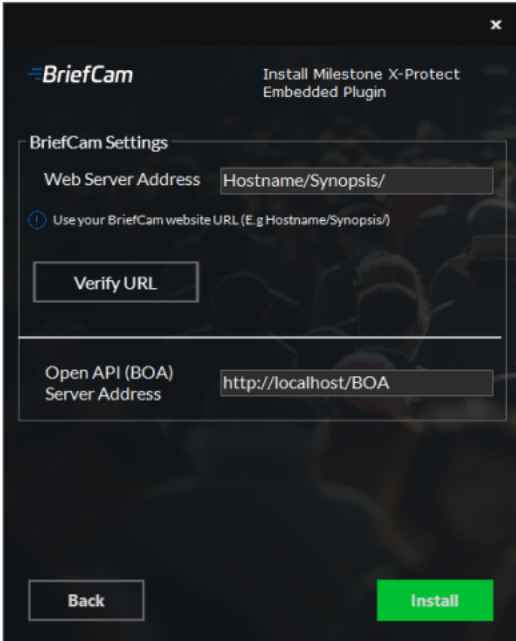 ×
BriefCam
Install Milestone X-Protect
Embedded Plugin
BriefCam Settings
Web Server Address
Hostname/Synopsis/
Use your BriefCam website URL (E.g Hostname/Synopsis/)
Verify URL
Open API (BOA)
Server Address
http://localhost/BOA
Back
Install